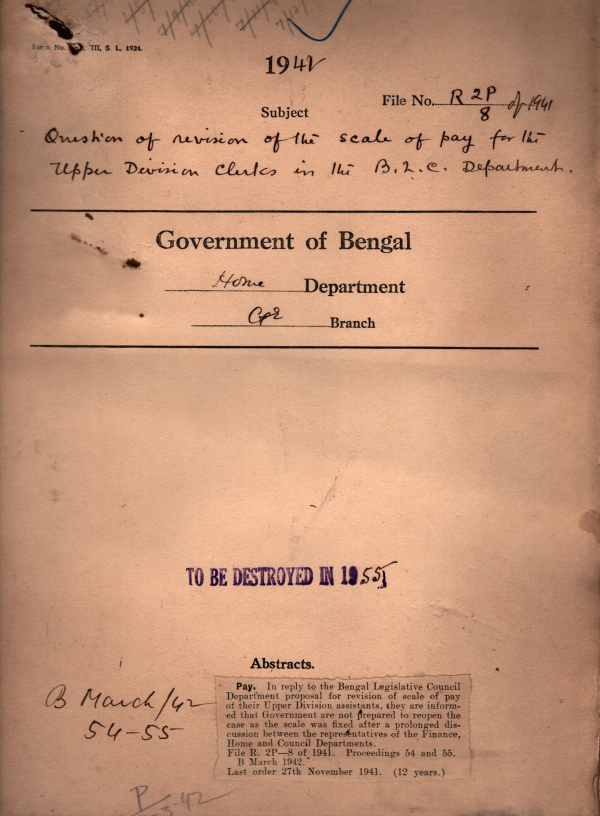 III, 5. L. 1924.
1941
File No. R 2P/8 of 1941
Subject
Question of revision of the scale of pay for the
Upper Division Clerks in the B.L.C. Department.
Government of Bengal
Home Department
Branch
TO BE DESTROYED IN 1955
Abstracts.
B March/42
54-55
Pay. In reply to the Bengal Legislative Council
Department proposal for revision of scale of pay
of their Upper Division assistants, they are inform-
ed that Government are not prepared to reopen the
case as the scale was fixed after a prolonged dis-
cussion between the representatives of the Finance,
Home and Council Departments.
File R. 2P—8 of 1941. Proceedings 54 and 55.
B March 1942.
Last order 27th November 1941. (12 years.)